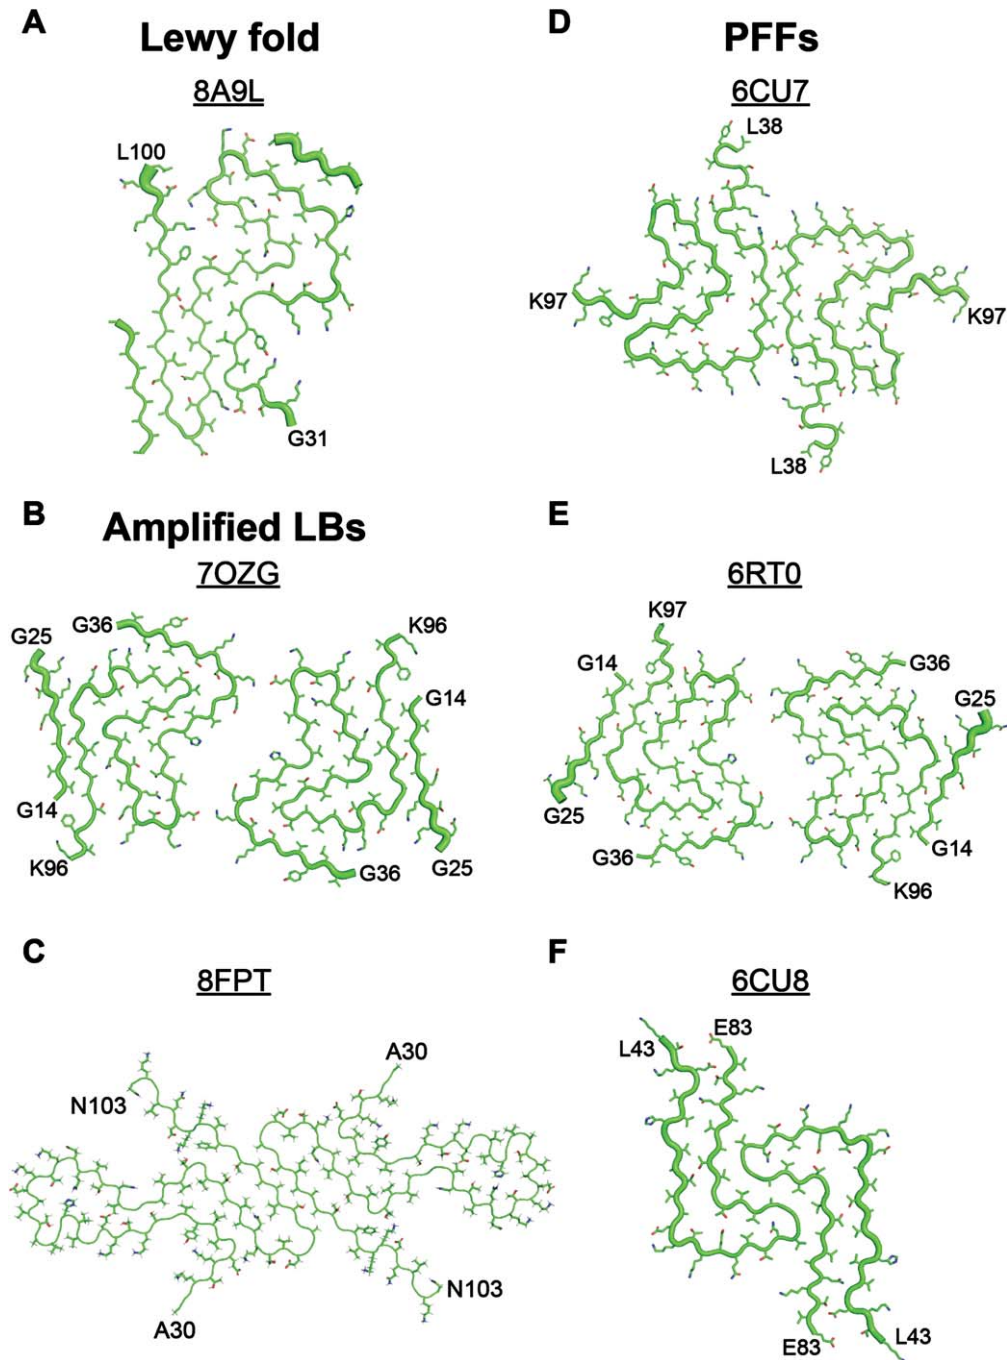 A
Lewy fold
8A9L
L100
G31
B
Amplified LBs
7OZG
G25
G36
K96
G14
G14
K96
G36
G25
C
8FPT
A30
N103
N103
A30
D
PFFs
6CU7
L38
K97
K97
L38
E
6RT0
K97
G14
G36
G25
G25
G36
G14
K96
F
6CU8
E83
L43
E83
L43